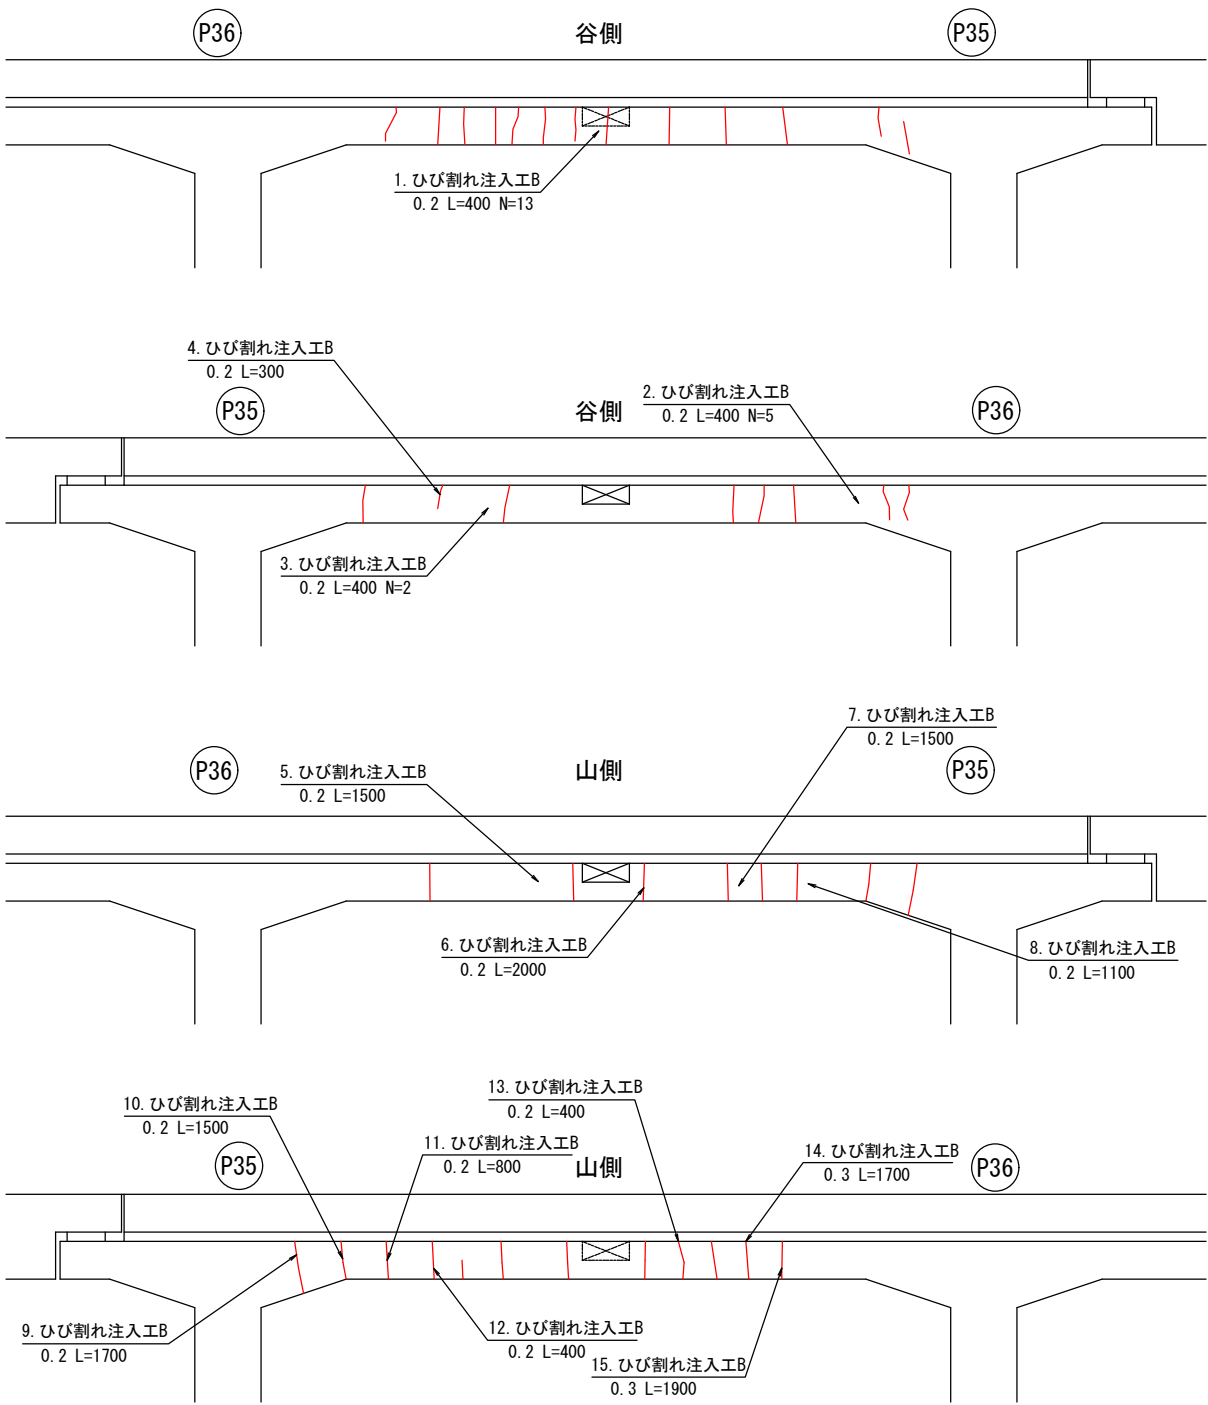 P36 谷側 P35
1. ひび割れ注入工B
0.2 L=400 N=13
4. ひび割れ注入工B
0.2 L=300
2. ひび割れ注入工B
0.2 L=400 N=5
P35 谷側 P36
3. ひび割れ注入工B
0.2 L=400 N=2
7. ひび割れ注入工B
0.2 L=1500
P36 山側 P35
5. ひび割れ注入工B
0.2 L=1500
6. ひび割れ注入工B
0.2 L=2000
8. ひび割れ注入工B
0.2 L=1100
13. ひび割れ注入工B
0.2 L=400
10. ひび割れ注入工B
0.2 L=1500
11. ひび割れ注入工B
0.2 L=800
14. ひび割れ注入工B
0.3 L=1700
P35 山側 P36
9. ひび割れ注入工B
0.2 L=1700
12. ひび割れ注入工B
0.2 L=400
15. ひび割れ注入工B
0.3 L=1900